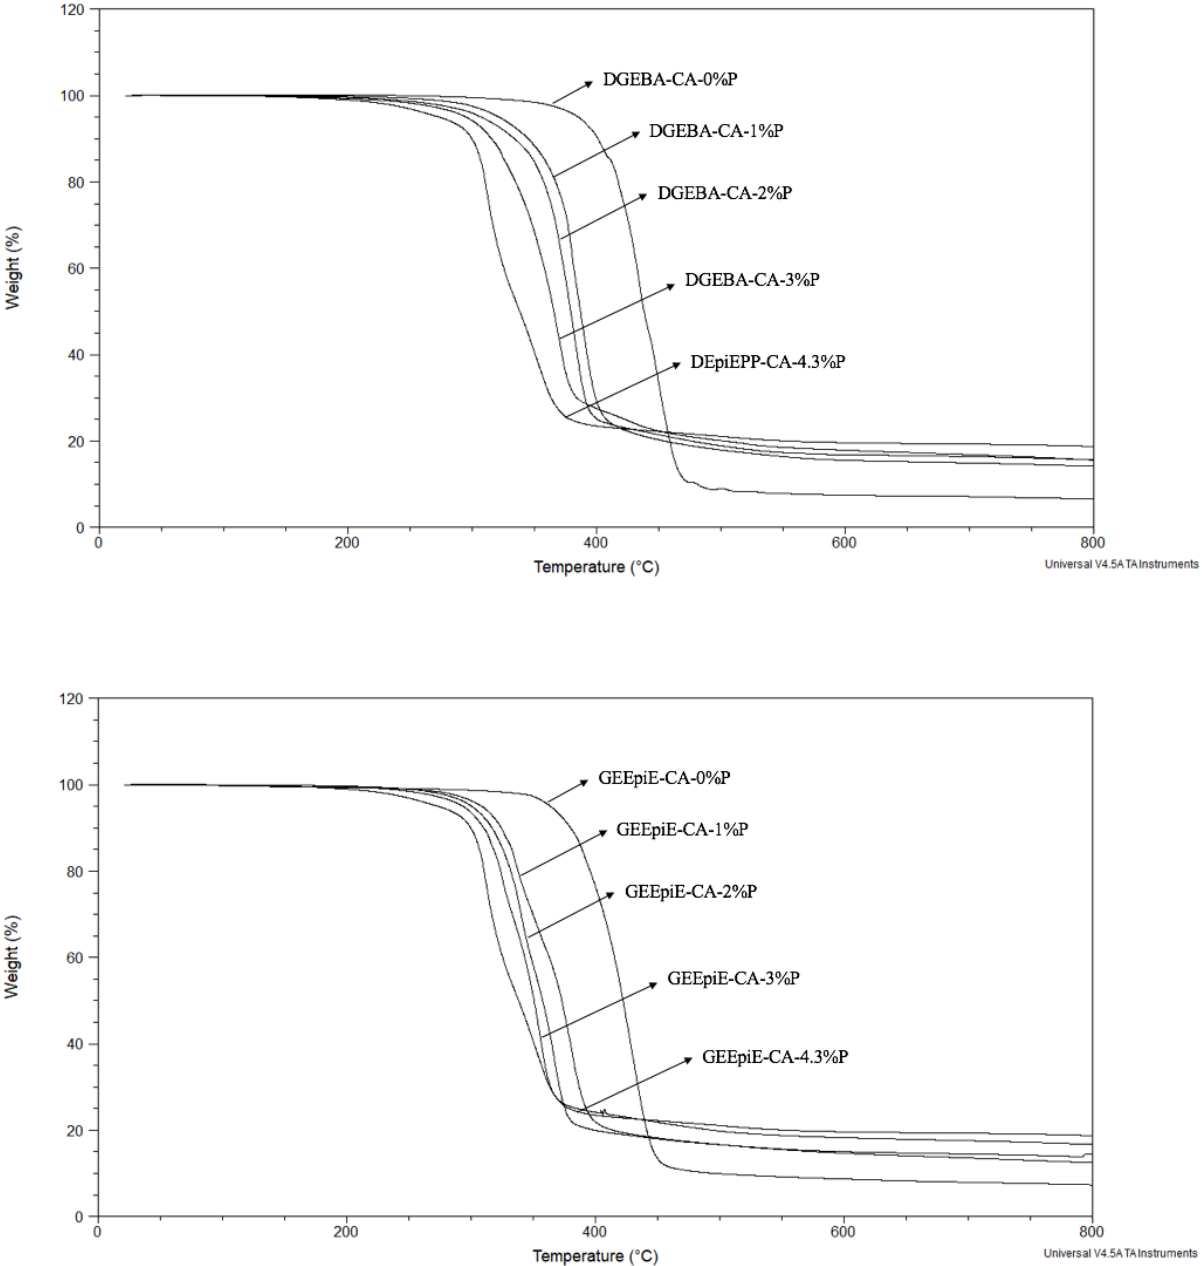 120
100
80
60
40
20
0
Weight (%)
DGEBA-CA-0%P
DGEBA-CA-1%P
DGEBA-CA-2%P
DGEBA-CA-3%P
DEpiEPP-CA-4.3%P
0 200 400 600 800
Temperature (°C)
Universal V4.5A TA Instruments
120
100
80
60
40
20
0
Weight (%)
GEEpiE-CA-0%P
GEEpiE-CA-1%P
GEEpiE-CA-2%P
GEEpiE-CA-3%P
GEEpiE-CA-4.3%P
0 200 400 600 800
Temperature (°C)
Universal V4.5A TA Instruments